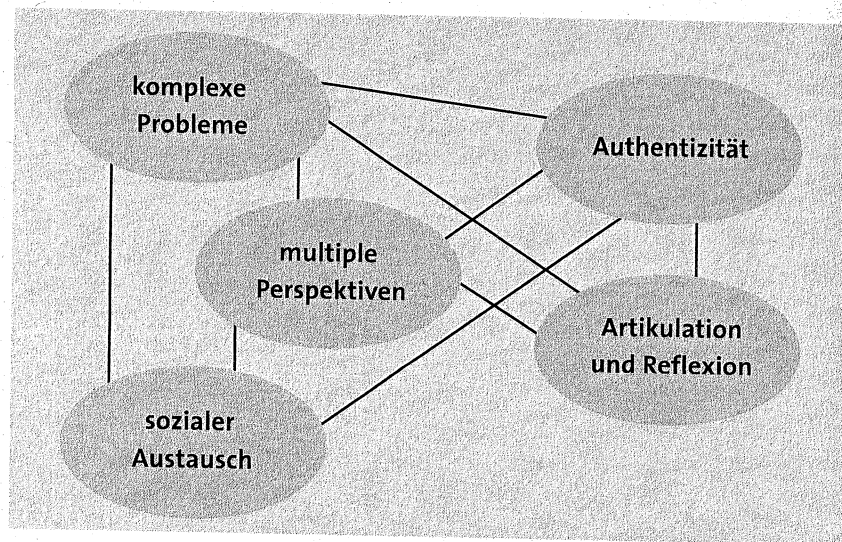 komplexe
Probleme
Authentizität
multiple
Perspektiven
Artikulation
und Reflexion
sozialer
Austausch